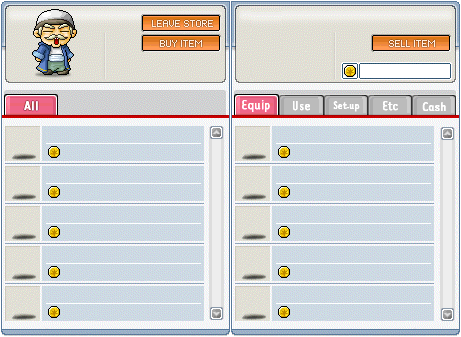 LEAVE STORE
BUY ITEM
SELL ITEM
All
Equip
Use
Set-up
Etc
Cash